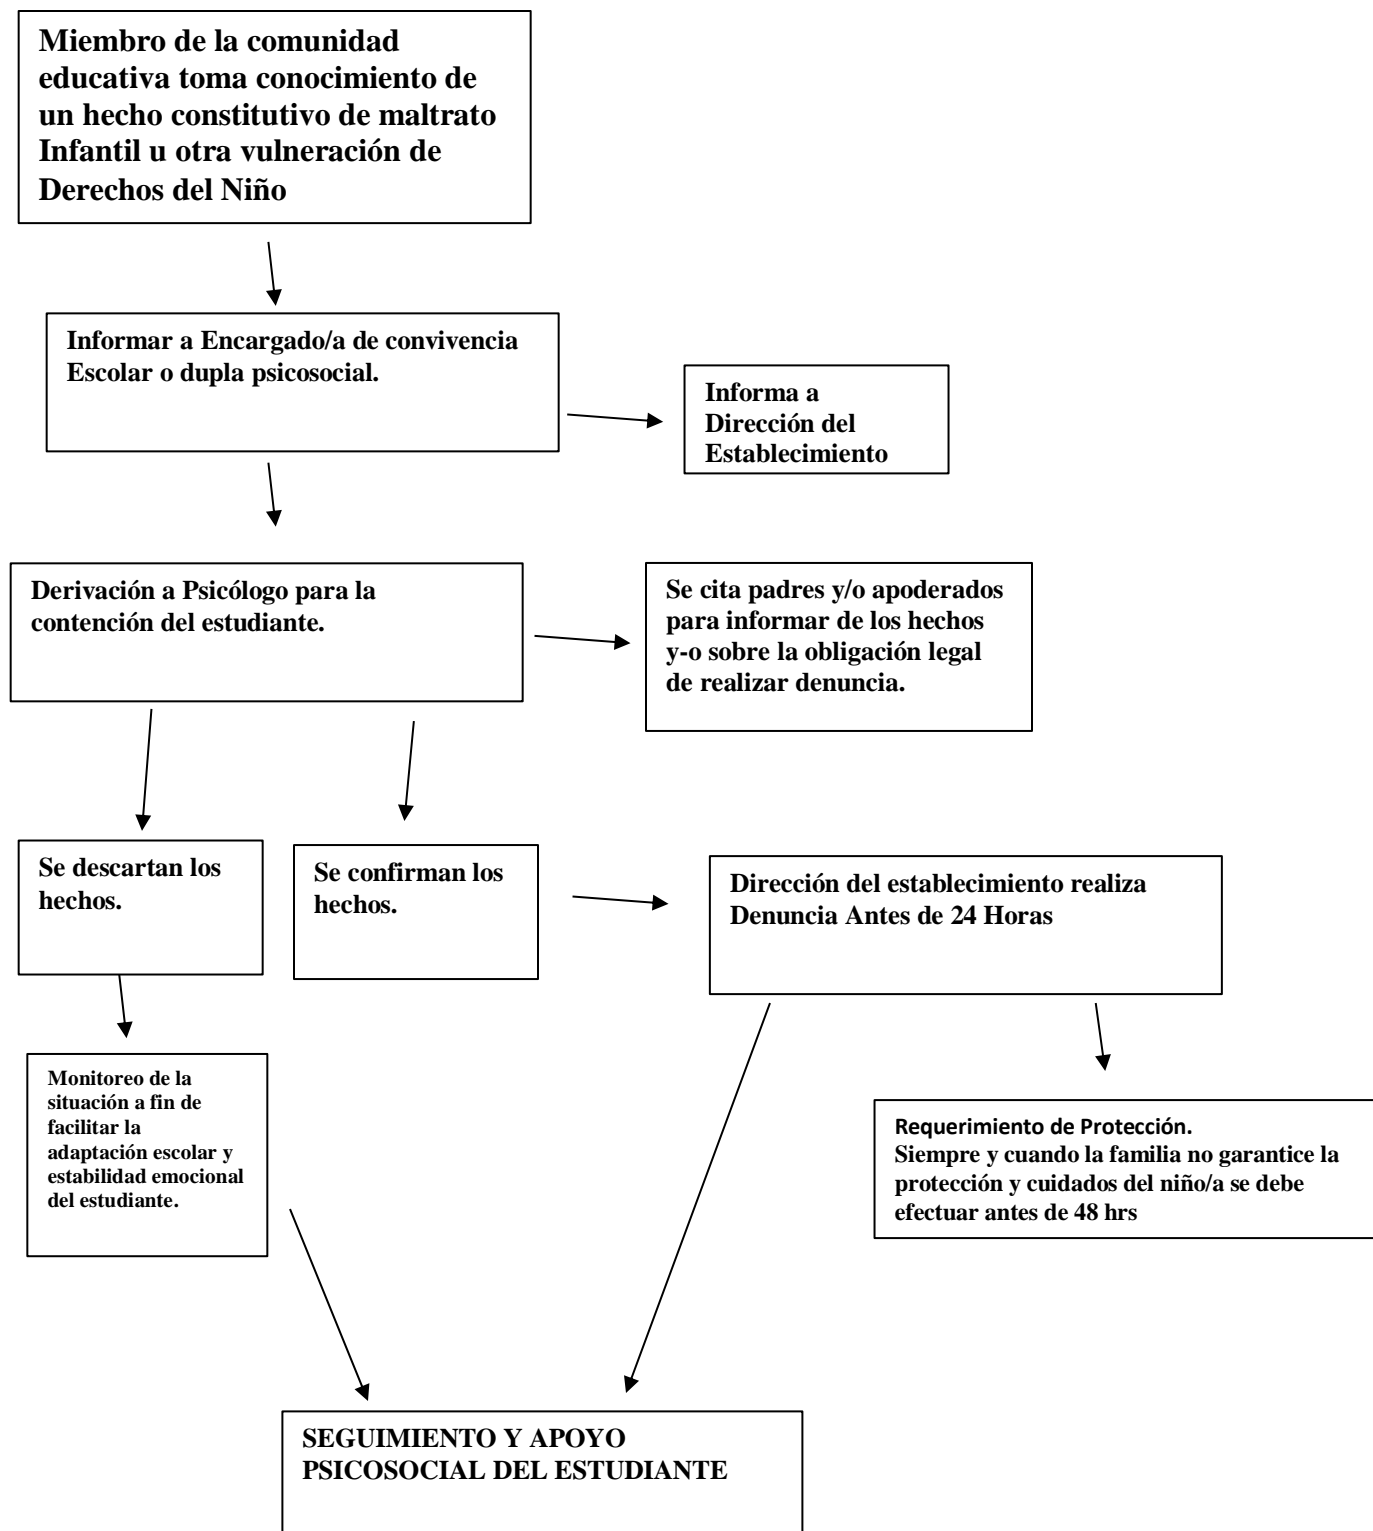 Miembro de la comunidad
educativa toma conocimiento de
un hecho constitutivo de maltrato
Infantil u otra vulneración de
Derechos del Niño
Informar a Encargado/a de convivencia
Escolar o dupla psicosocial.
Informa a
Dirección del
Establecimiento
Derivación a Psicólogo para la
contención del estudiante.
Se cita padres y/o apoderados
para informar de los hechos
y-o sobre la obligación legal
de realizar denuncia.
Se descartan los
hechos.
Se confirman los
hechos.
Dirección del establecimiento realiza
Denuncia Antes de 24 Horas
Monitoreo de la
situación a fin de
facilitar la
adaptación escolar y
estabilidad emocional
del estudiante.
Requerimiento de Protección.
Siempre y cuando la familia no garantice la
protección y cuidados del niño/a se debe
efectuar antes de 48 hrs
SEGUIMIENTO Y APOYO
PSICOSOCIAL DEL ESTUDIANTE